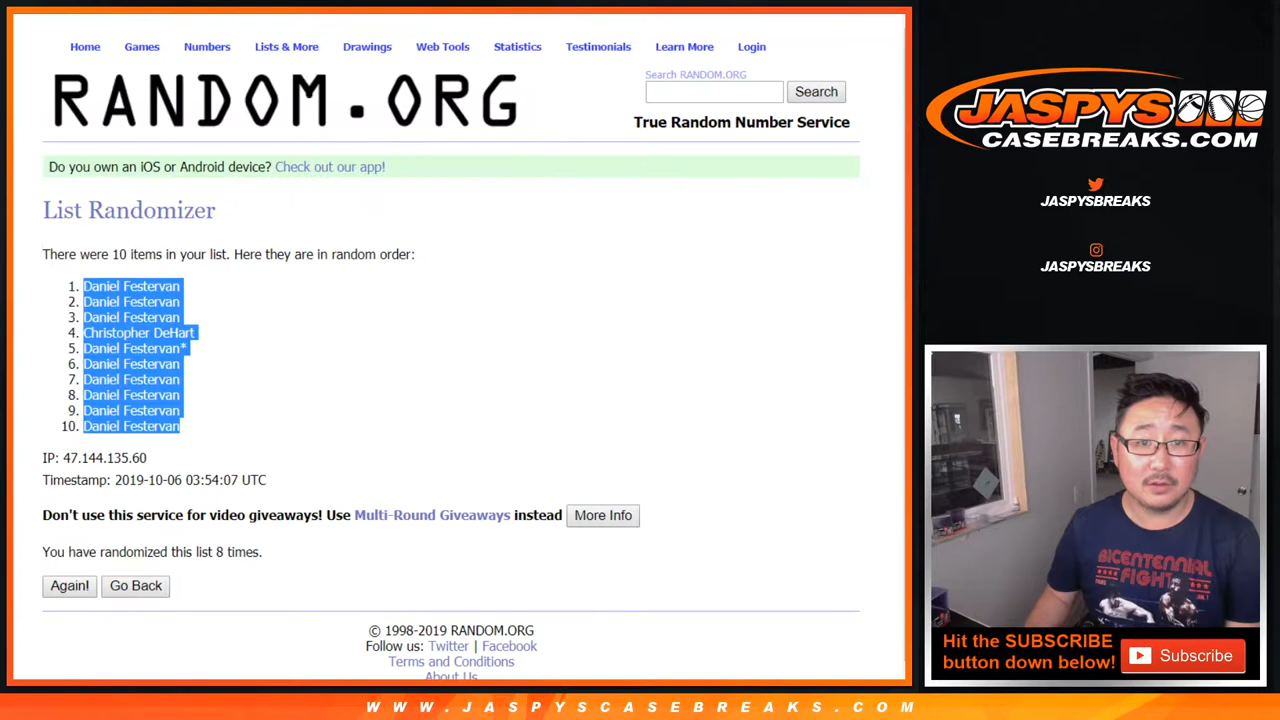 Home Games Numbers Lists & More Drawings Web Tools Statistics Testimonials Learn More Login
RANDOM.ORG
Search RANDOM.ORG
Search
True Random Number Service
Do you own an iOS or Android device? Check out our app!
List Randomizer
There were 10 items in your list. Here they are in random order:
1. Daniel Festervan
2. Daniel Festervan
3. Daniel Festervan
4. Christopher DeHart
5. Daniel Festervan*
6. Daniel Festervan
7. Daniel Festervan
8. Daniel Festervan
9. Daniel Festervan
10. Daniel Festervan
IP: 47.144.135.60
Timestamp: 2019-10-06 03:54:07 UTC
Don't use this service for video giveaways! Use Multi-Round Giveaways instead More Info
You have randomized this list 8 times.
Again! Go Back
© 1998-2019 RANDOM.ORG
Follow us: Twitter | Facebook
Terms and Conditions
About Us
JASPYS
CASEBREAKS.COM
JASPYSBREAKS
JASPYSBREAKS
BICENTENNIAL
FIGHT
Hit the SUBSCRIBE
button down below!
Subscribe
WWW.JASPYSCASEBREAKS.COM